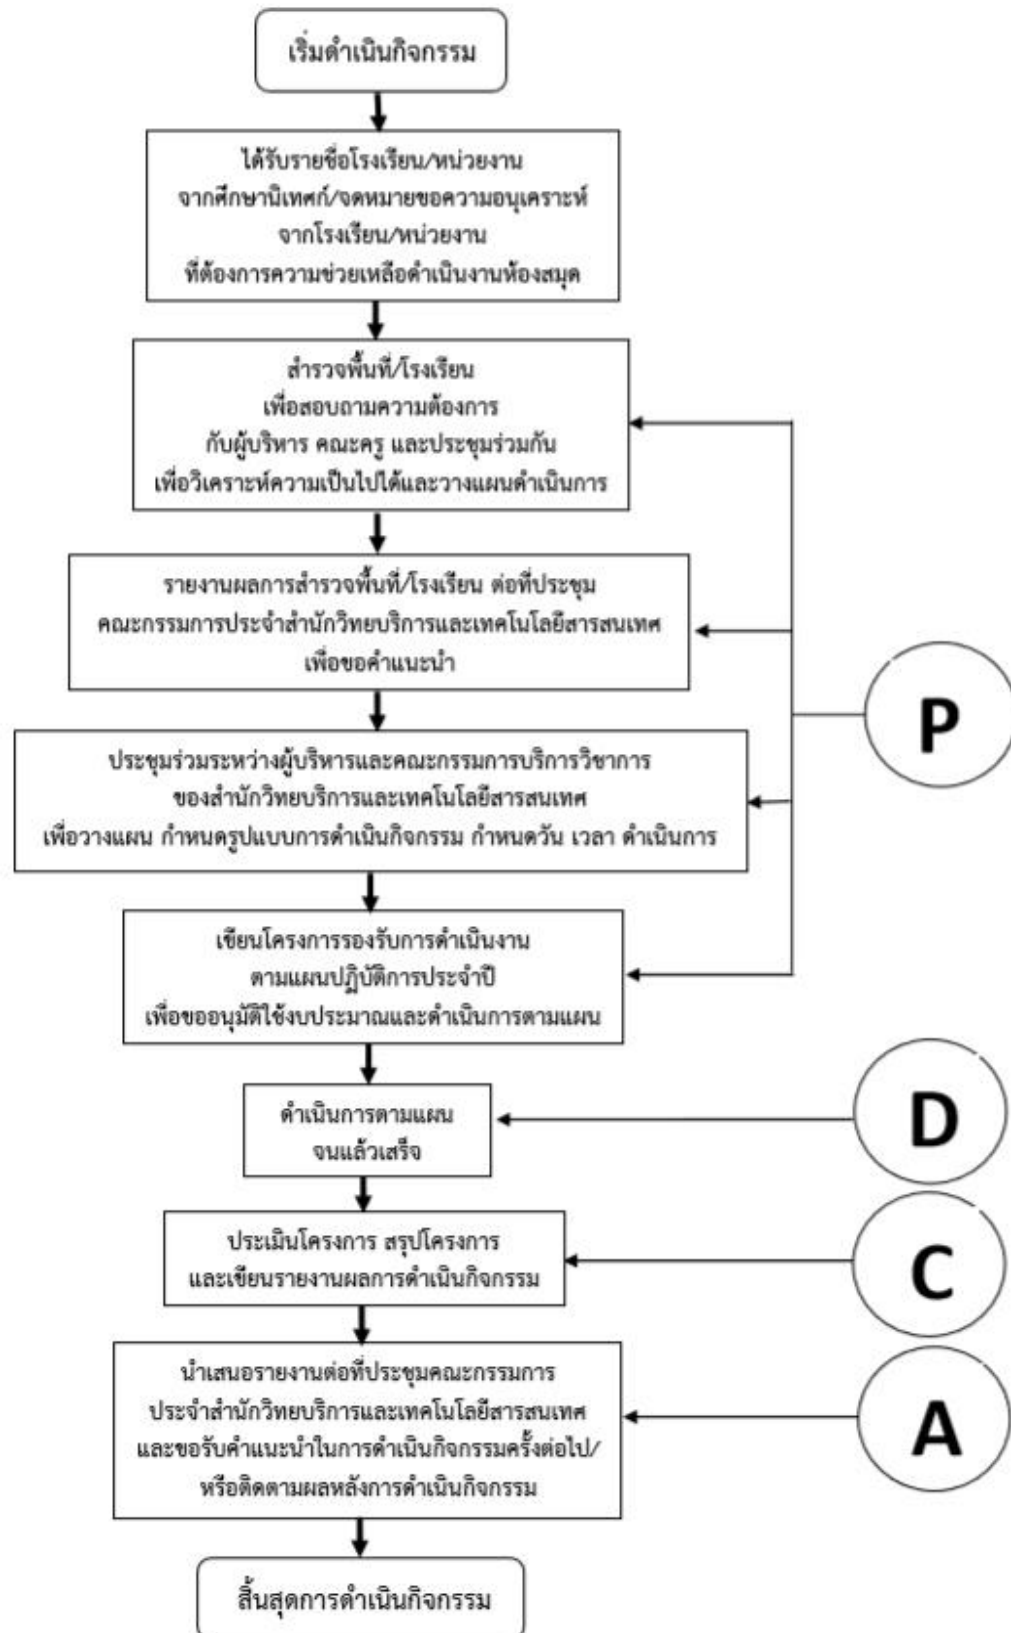 เริ่มดำเนินกิจกรรม
ได้รับรายชื่อโรงเรียน/หน่วยงาน
จากศึกษานิเทศก์/จดหมายขอความอนุเคราะห์
จากโรงเรียน/หน่วยงาน
ที่ต้องการความช่วยเหลือดำเนินงานห้องสมุด
สำรวจพื้นที่/โรงเรียน
เพื่อสอบถามความต้องการ
กับผู้บริหาร คณะครู และประชุมร่วมกัน
เพื่อวิเคราะห์ความเป็นไปได้และวางแผนดำเนินการ
รายงานผลการสำรวจพื้นที่/โรงเรียน ต่อที่ประชุม
คณะกรรมการประจำสำนักวิทยบริการและเทคโนโลยีสารสนเทศ
เพื่อขอคำแนะนำ
P
ประชุมร่วมระหว่างผู้บริหารและคณะกรรมการบริการวิชาการ
ของสำนักวิทยบริการและเทคโนโลยีสารสนเทศ
เพื่อวางแผน กำหนดรูปแบบการดำเนินกิจกรรม กำหนดวัน เวลา ดำเนินการ
เขียนโครงการรองรับการดำเนินงาน
ตามแผนปฏิบัติการประจำปี
เพื่อขออนุมัติใช้งบประมาณและดำเนินการตามแผน
ดำเนินการตามแผน
จนแล้วเสร็จ
D
ประเมินโครงการ สรุปโครงการ
และเขียนรายงานผลการดำเนินกิจกรรม
C
นำเสนอรายงานต่อที่ประชุมคณะกรรมการ
ประจำสำนักวิทยบริการและเทคโนโลยีสารสนเทศ
และขอรับคำแนะนำในการดำเนินกิจกรรมครั้งต่อไป/
หรือติดตามผลหลังการดำเนินกิจกรรม
A
สิ้นสุดการดำเนินกิจกรรม